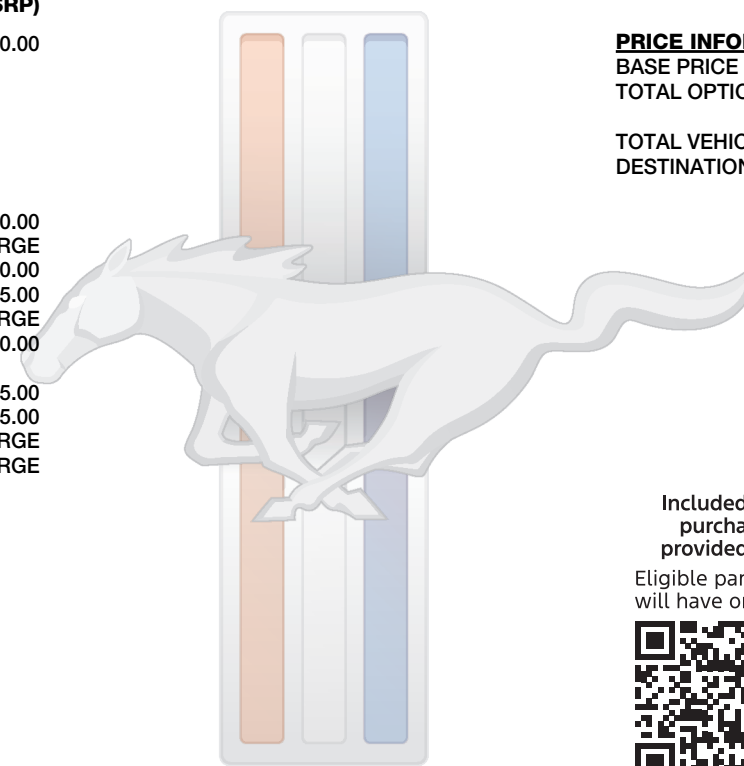 SRP)
0.00
0.00
RGE
0.00
5.00
RGE
0.00
5.00
5.00
RGE
RGE
PRICE INFO
BASE PRICE
TOTAL OPTIO
TOTAL VEHIC
DESTINATION
Included
purcha
provided
Eligible par
will have o